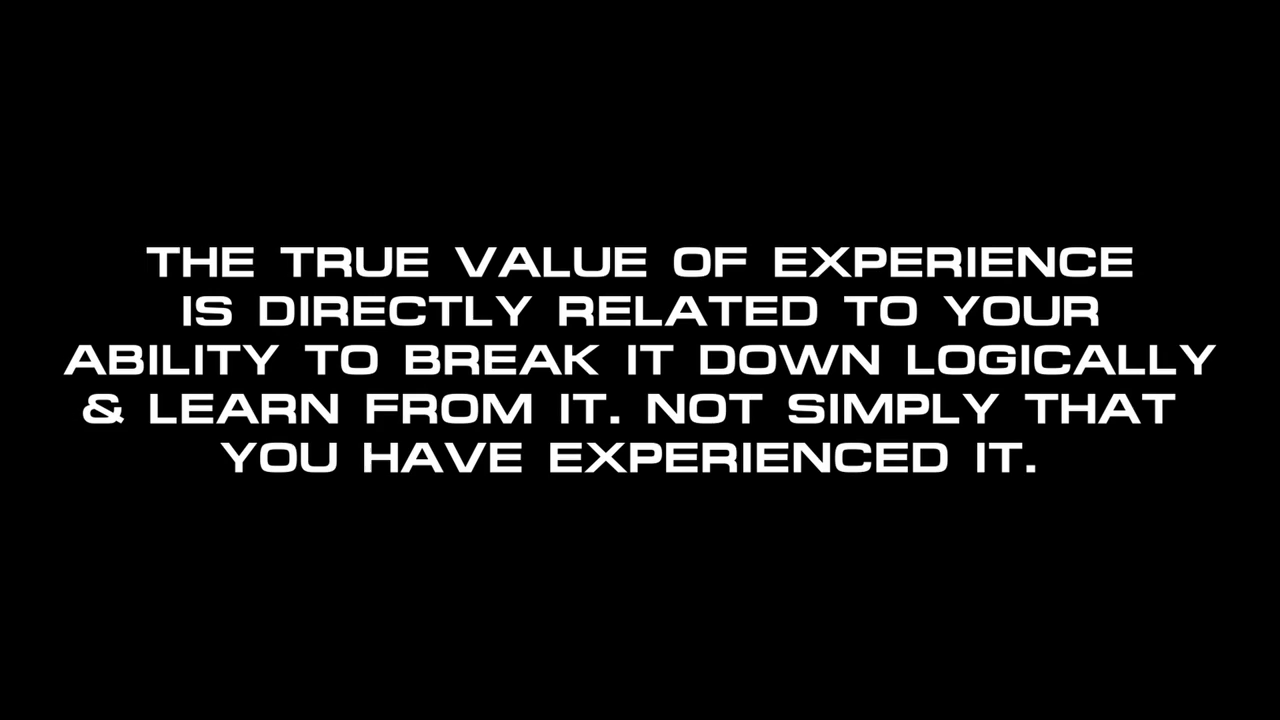 THE TRUE VALUE OF EXPERIENCE
IS DIRECTLY RELATED TO YOUR
ABILITY TO BREAK IT DOWN LOGICALLY
& LEARN FROM IT. NOT SIMPLY THAT
YOU HAVE EXPERIENCED IT.